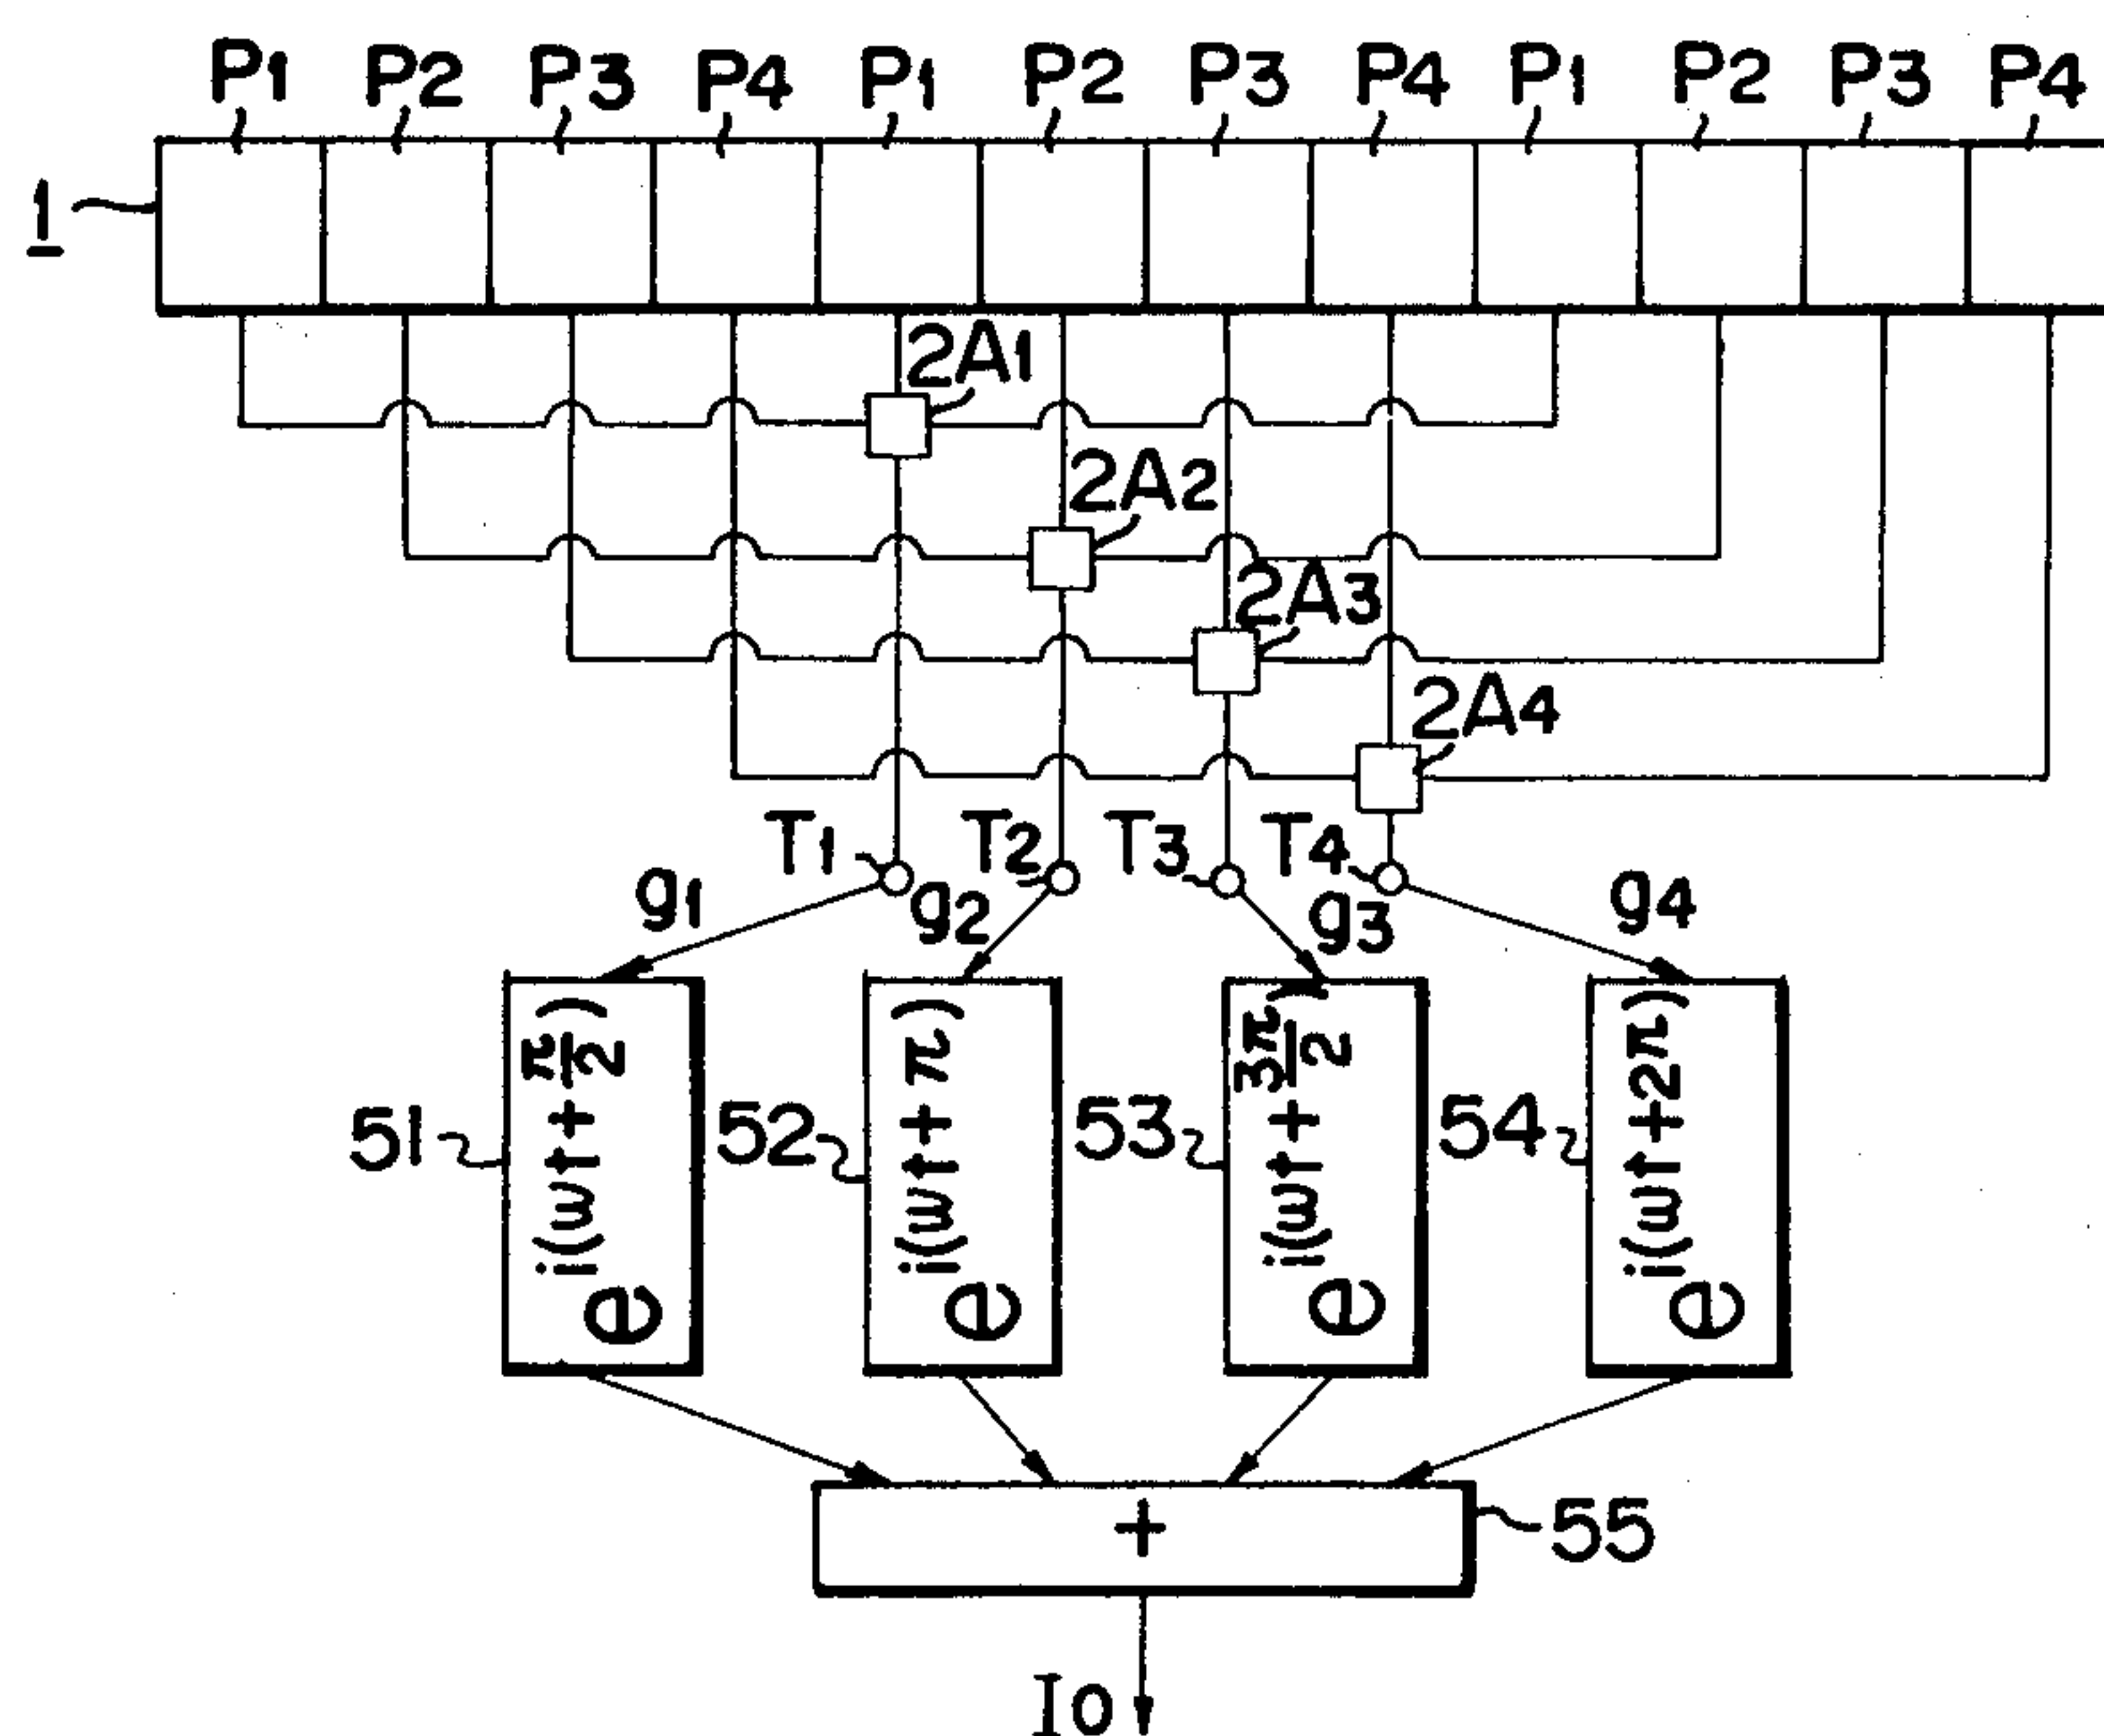 P1 P2 P3 P4 P1 P2 P3 P4 P1 P2 P3 P4
1
2A1
2A2
2A3
2A4
T1 T2 T3 T4
g1 g2 g3 g4
51 e^i(ωt + π/2)
52 e^i(ωt + π)
53 e^i(ωt + 3π/2)
54 e^i(ωt + 2π)
+ 55
Io